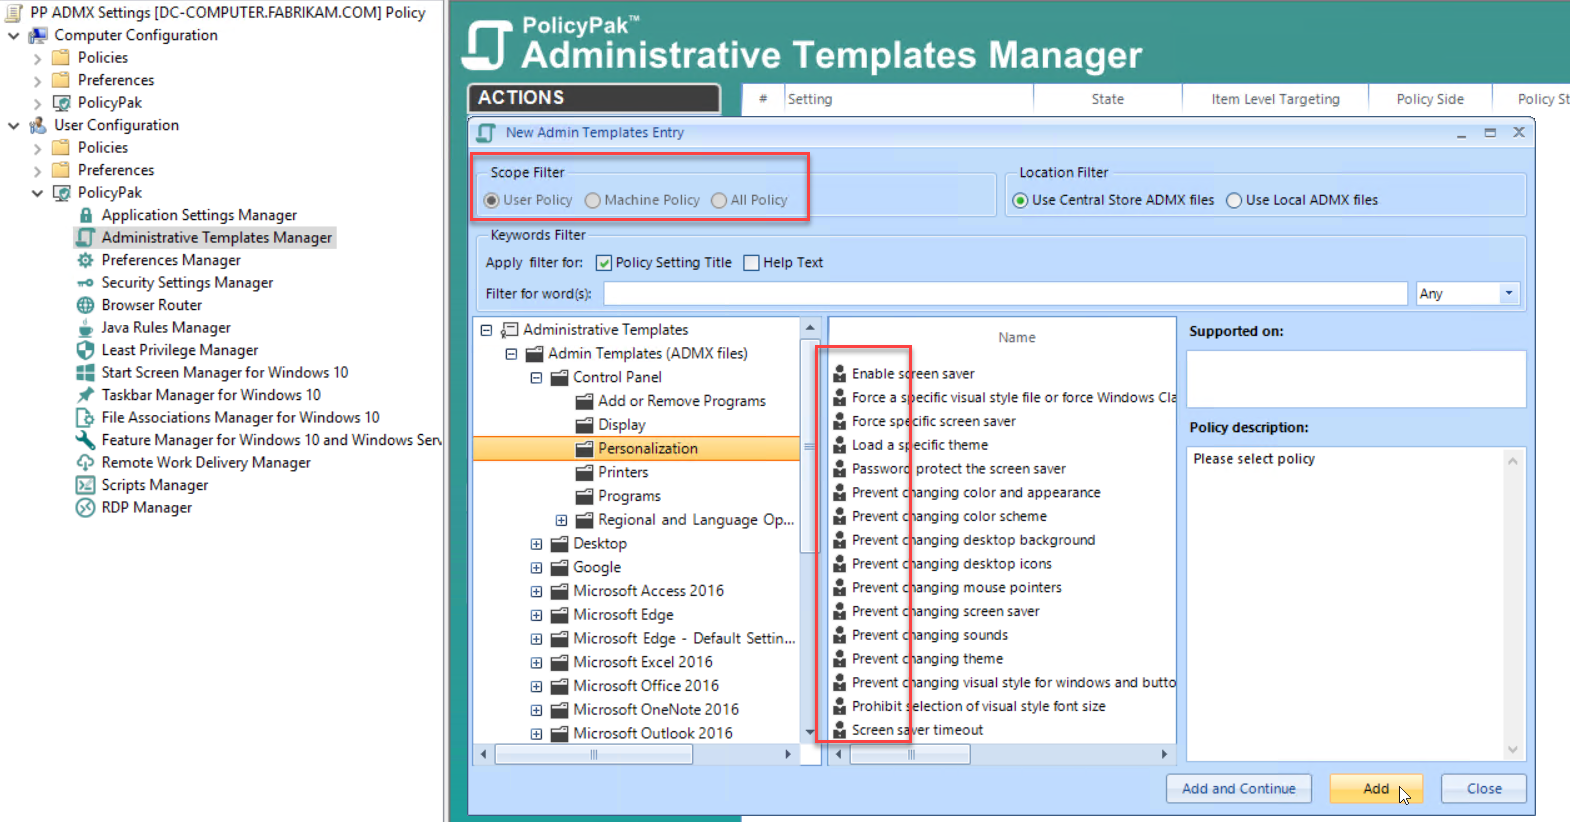 PP ADMX Settings [DC-COMPUTER.FABRIKAM.COM] Policy
Computer Configuration
Policies
Preferences
PolicyPak
User Configuration
Policies
Preferences
PolicyPak
Application Settings Manager
Administrative Templates Manager
Preferences Manager
Security Settings Manager
Browser Router
Java Rules Manager
Least Privilege Manager
Start Screen Manager for Windows 10
Taskbar Manager for Windows 10
File Associations Manager for Windows 10
Feature Manager for Windows 10 and Windows Serv
Remote Work Delivery Manager
Scripts Manager
RDP Manager
PolicyPak™
Administrative Templates Manager
ACTIONS
# Setting State Item Level Targeting Policy Side Policy St
New Admin Templates Entry
Scope Filter
User Policy Machine Policy All Policy
Location Filter
Use Central Store ADMX files Use Local ADMX files
Keywords Filter
Apply filter for: Policy Setting Title Help Text
Filter for word(s): Any
Administrative Templates
Admin Templates (ADMX files)
Control Panel
Add or Remove Programs
Display
Personalization
Printers
Programs
Regional and Language Op...
Desktop
Google
Microsoft Access 2016
Microsoft Edge
Microsoft Edge - Default Settin...
Microsoft Excel 2016
Microsoft Office 2016
Microsoft OneNote 2016
Microsoft Outlook 2016
Name
Enable screen saver
Force a specific visual style file or force Windows Cla
Force specific screen saver
Load a specific theme
Password protect the screen saver
Prevent changing color and appearance
Prevent changing color scheme
Prevent changing desktop background
Prevent changing desktop icons
Prevent changing mouse pointers
Prevent changing screen saver
Prevent changing sounds
Prevent changing theme
Prevent changing visual style for windows and butto
Prohibit selection of visual style font size
Screen saver timeout
Supported on:
Policy description:
Please select policy
Add and Continue Add Close